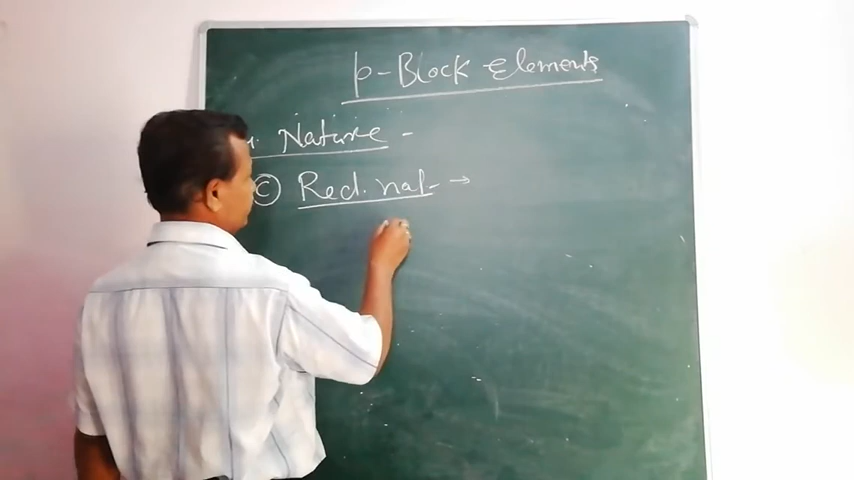 p-Block Elements
Nature -
(C) Red. nat. →